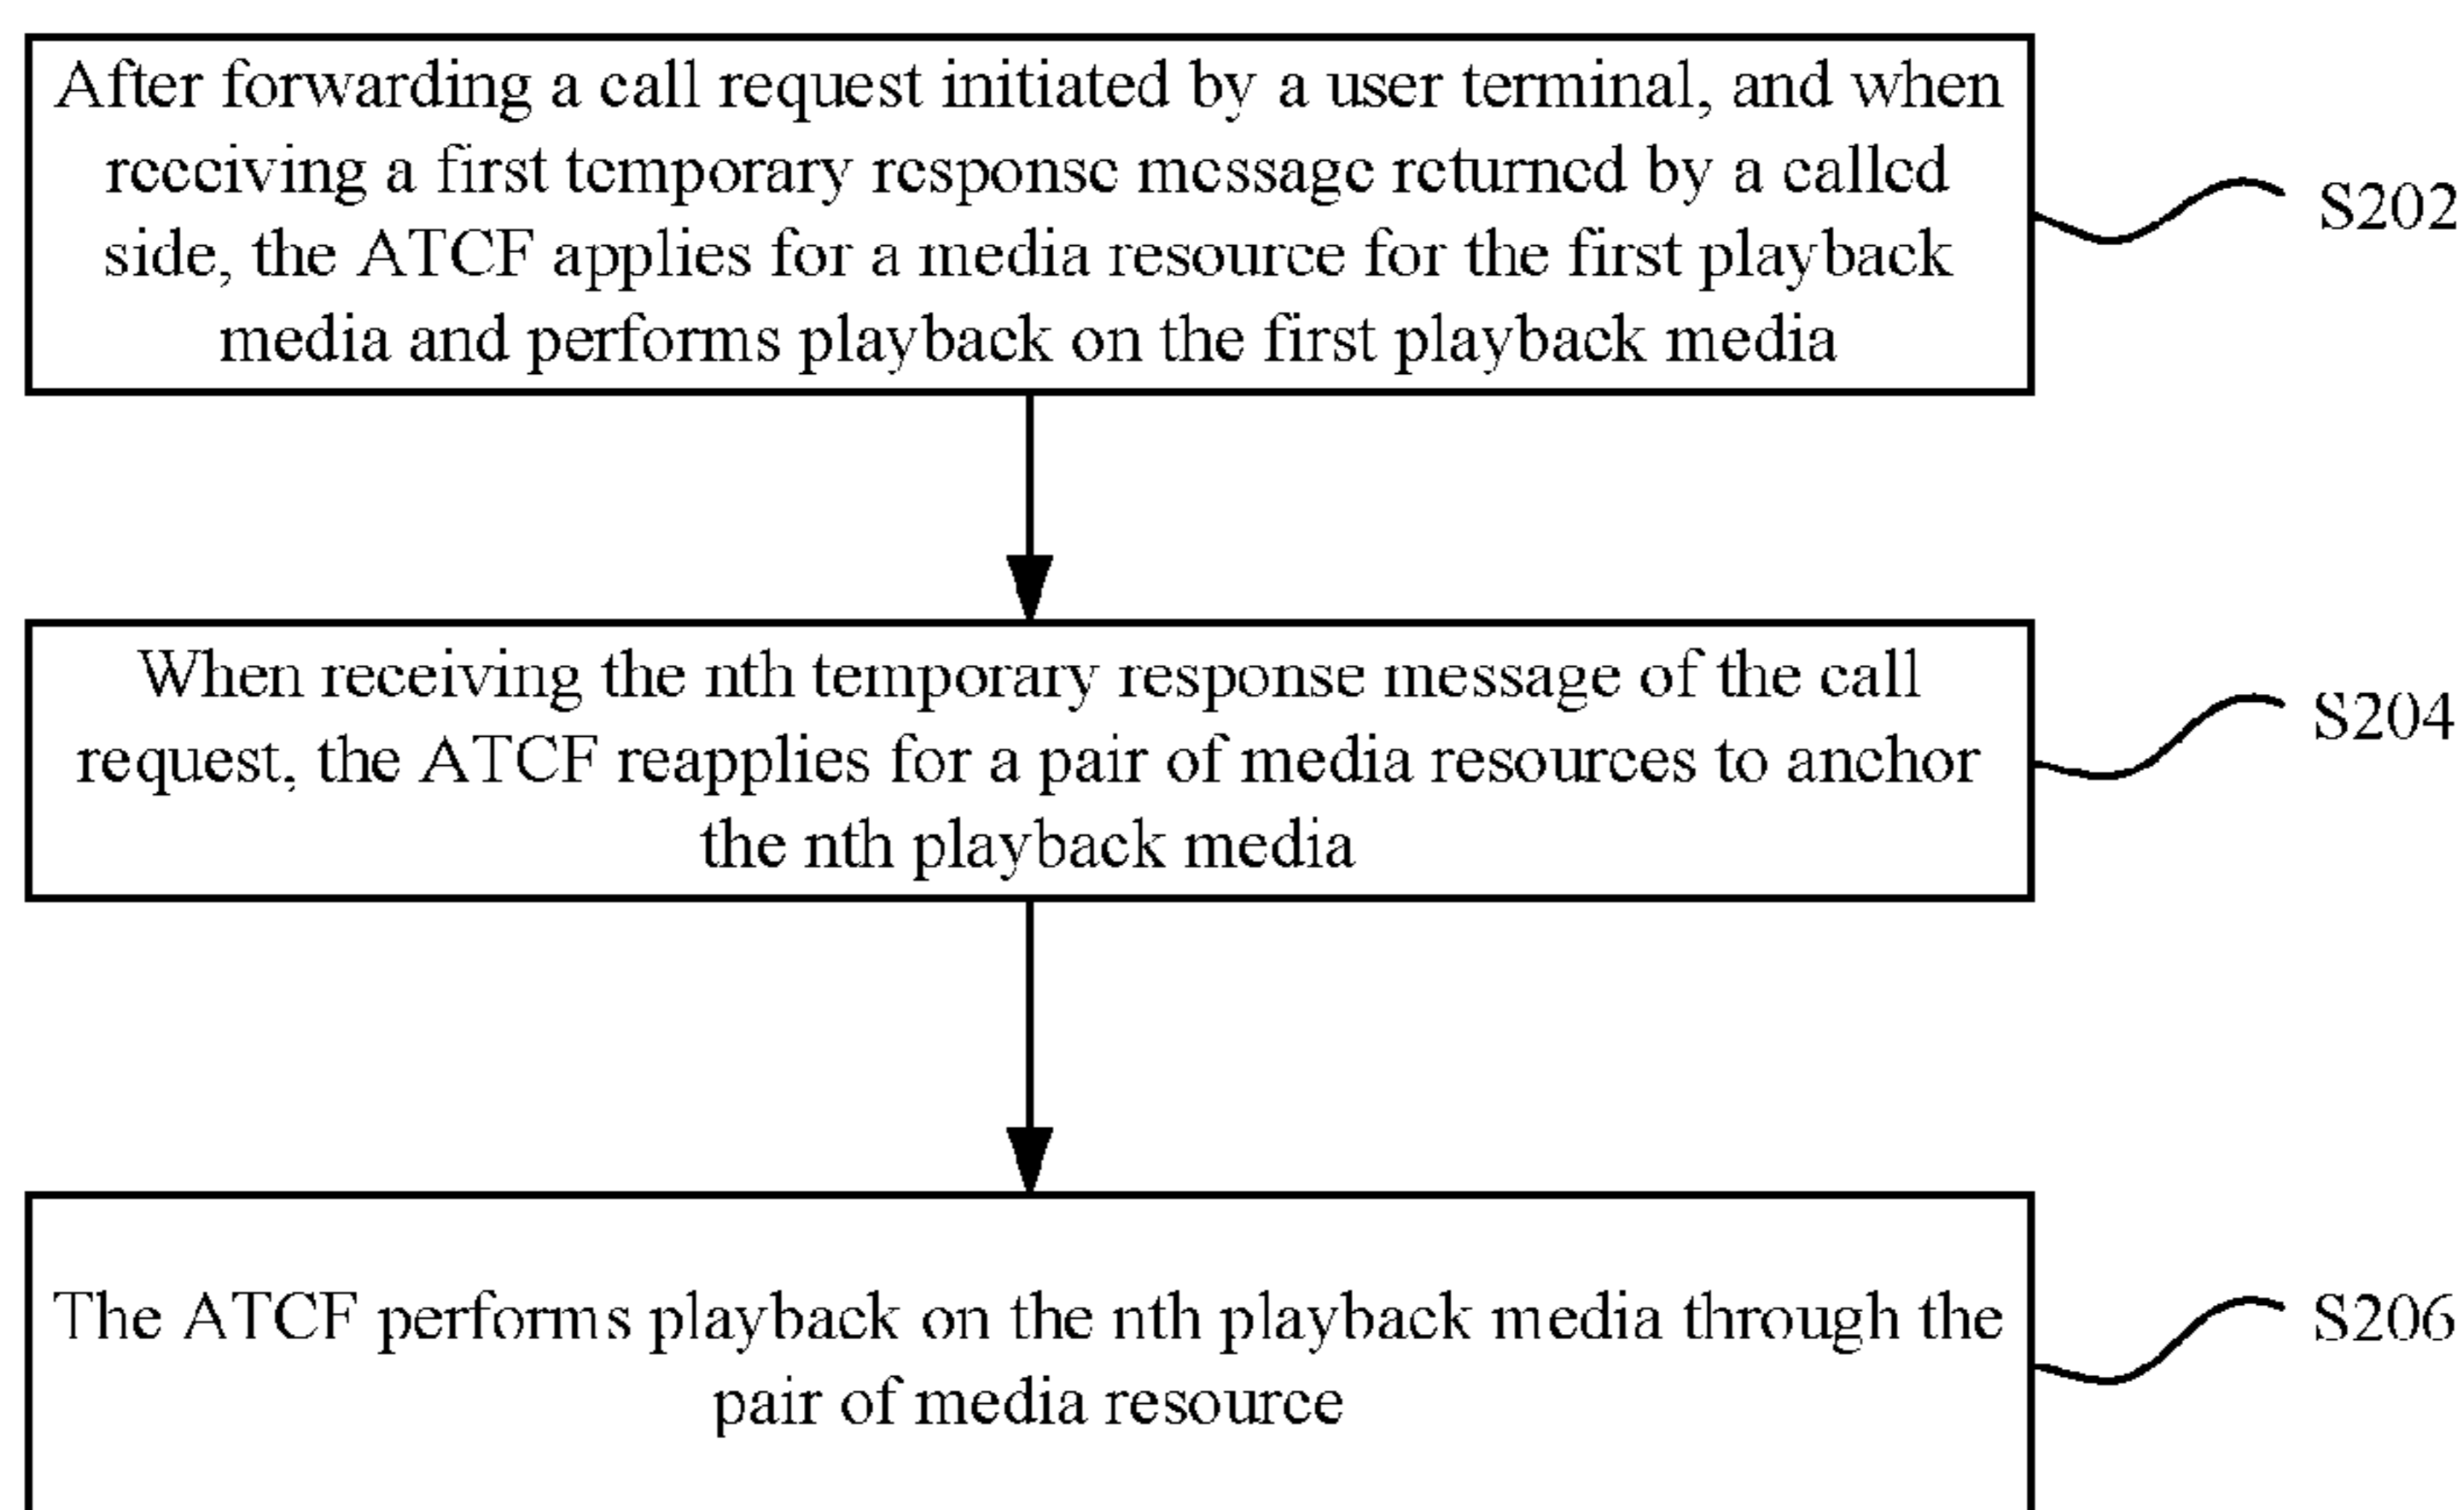 After forwarding a call request initiated by a user terminal, and when
receiving a first temporary response message returned by a called
side, the ATCF applies for a media resource for the first playback
media and performs playback on the first playback media
S202
When receiving the nth temporary response message of the call
request, the ATCF reapplies for a pair of media resources to anchor
the nth playback media
S204
The ATCF performs playback on the nth playback media through the
pair of media resource
S206